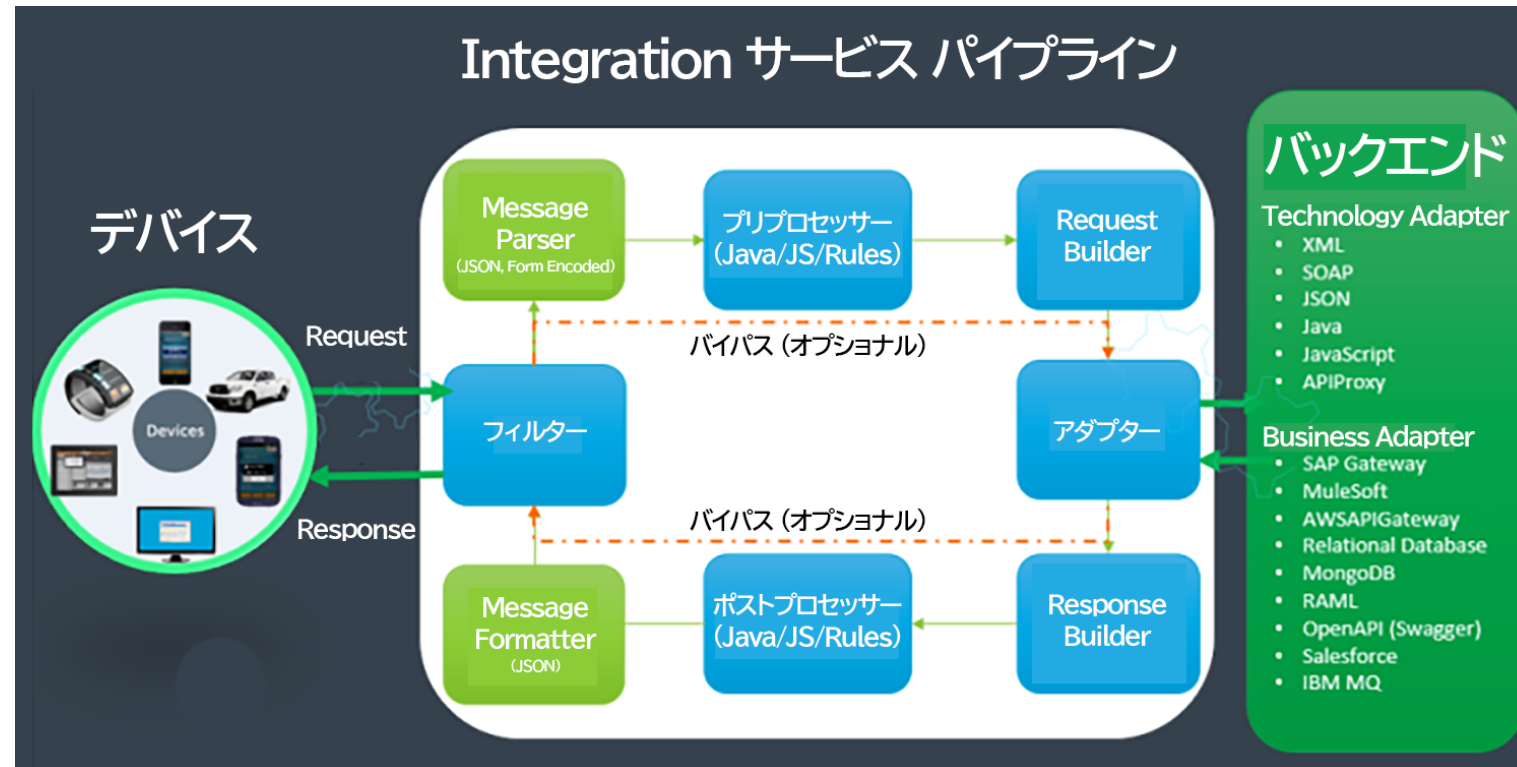 Integration サービス パイプライン
デバイス
Devices
Request
Response
Message
Parser
(JSON, Form Encoded)
プリプロセッサー
(Java/JS/Rules)
Request
Builder
バイパス (オプショナル)
フィルター
アダプター
バイパス (オプショナル)
Message
Formatter
(JSON)
ポストプロセッサー
(Java/JS/Rules)
Response
Builder
バックエンド
Technology Adapter
• XML
• SOAP
• JSON
• Java
• JavaScript
• APIProxy
Business Adapter
• SAP Gateway
• MuleSoft
• AWSAPIGateway
• Relational Database
• MongoDB
• RAML
• OpenAPI (Swagger)
• Salesforce
• IBM MQ